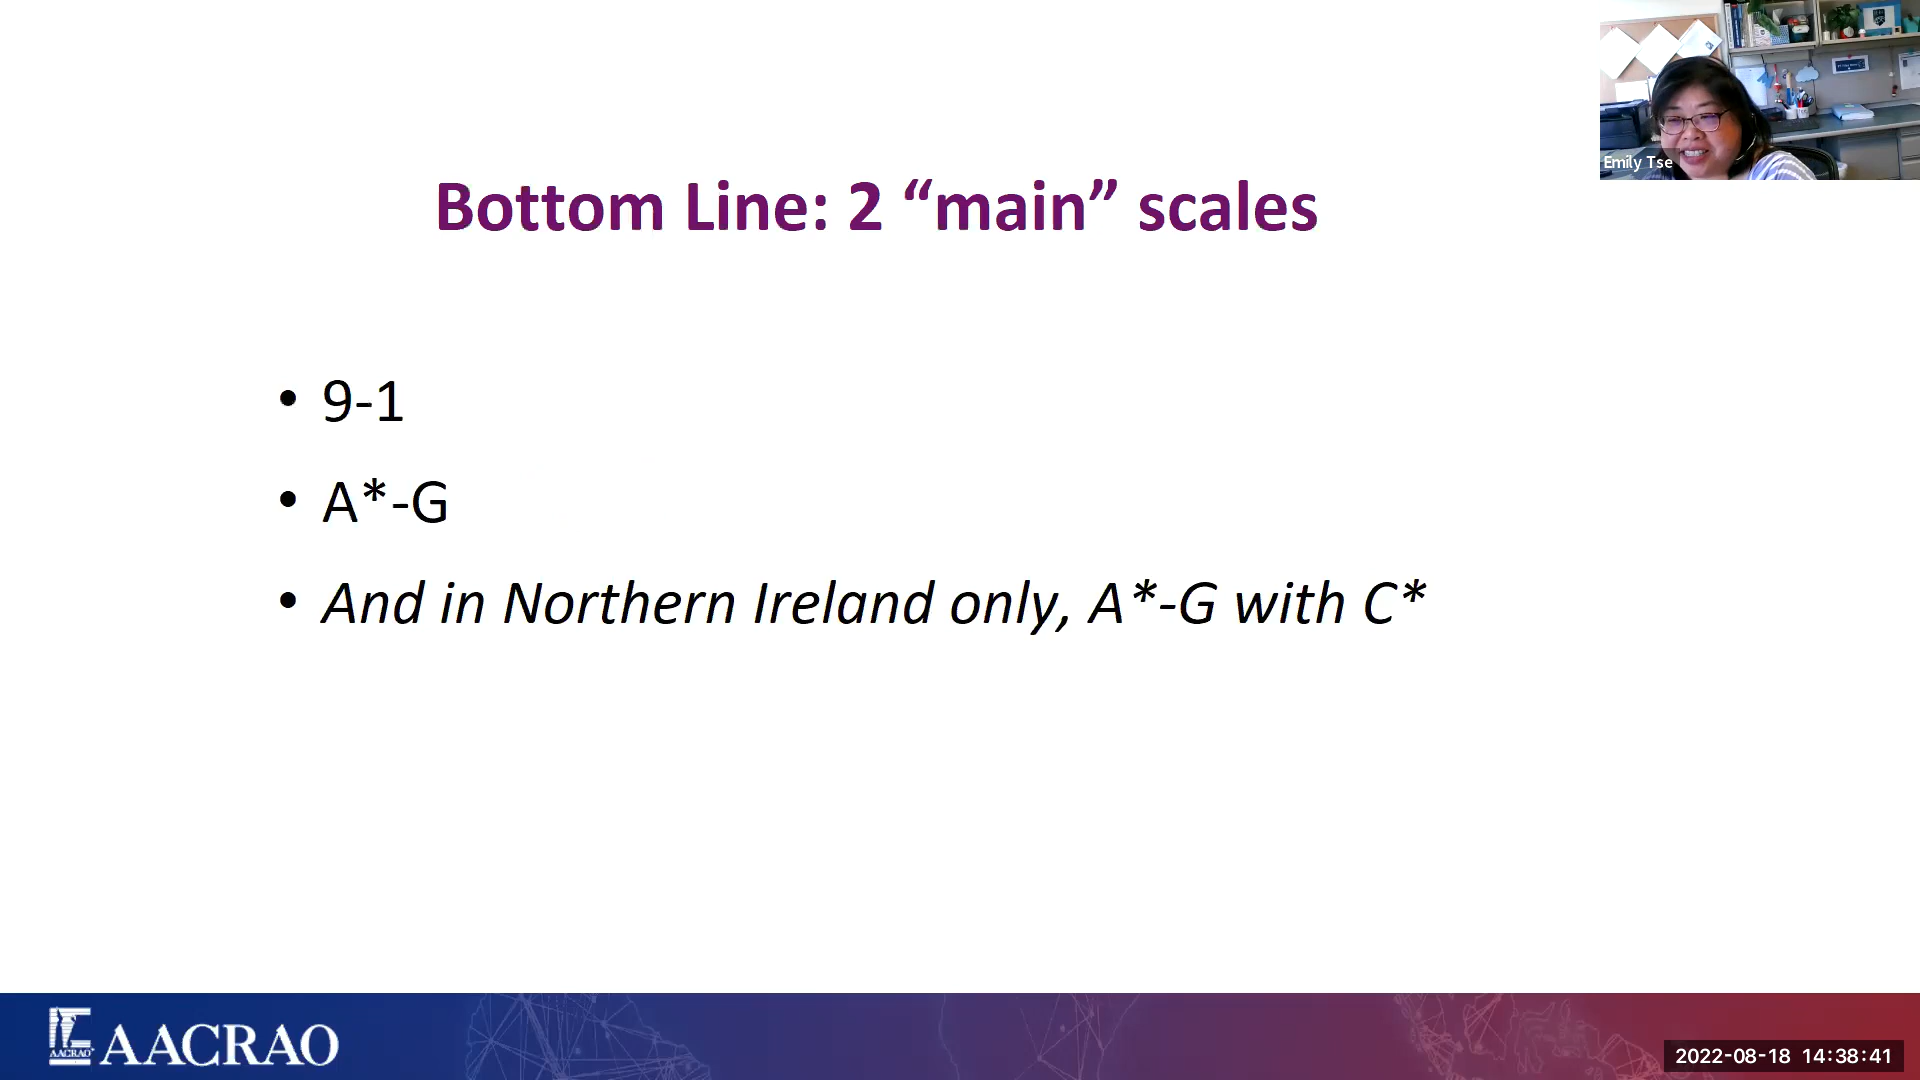 Emily Tse
Bottom Line: 2 “main” scales
• 9-1
• A*-G
• And in Northern Ireland only, A*-G with C*
AACRAO AACRAO
2022-08-18 14:38:41